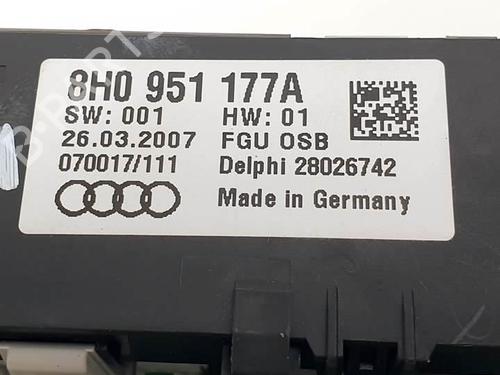 8H0 951 177A
SW: 001 HW: 01
26.03.2007 FGU OSB
070017/111 Delphi 28026742
Made in Germany
B-PARTS